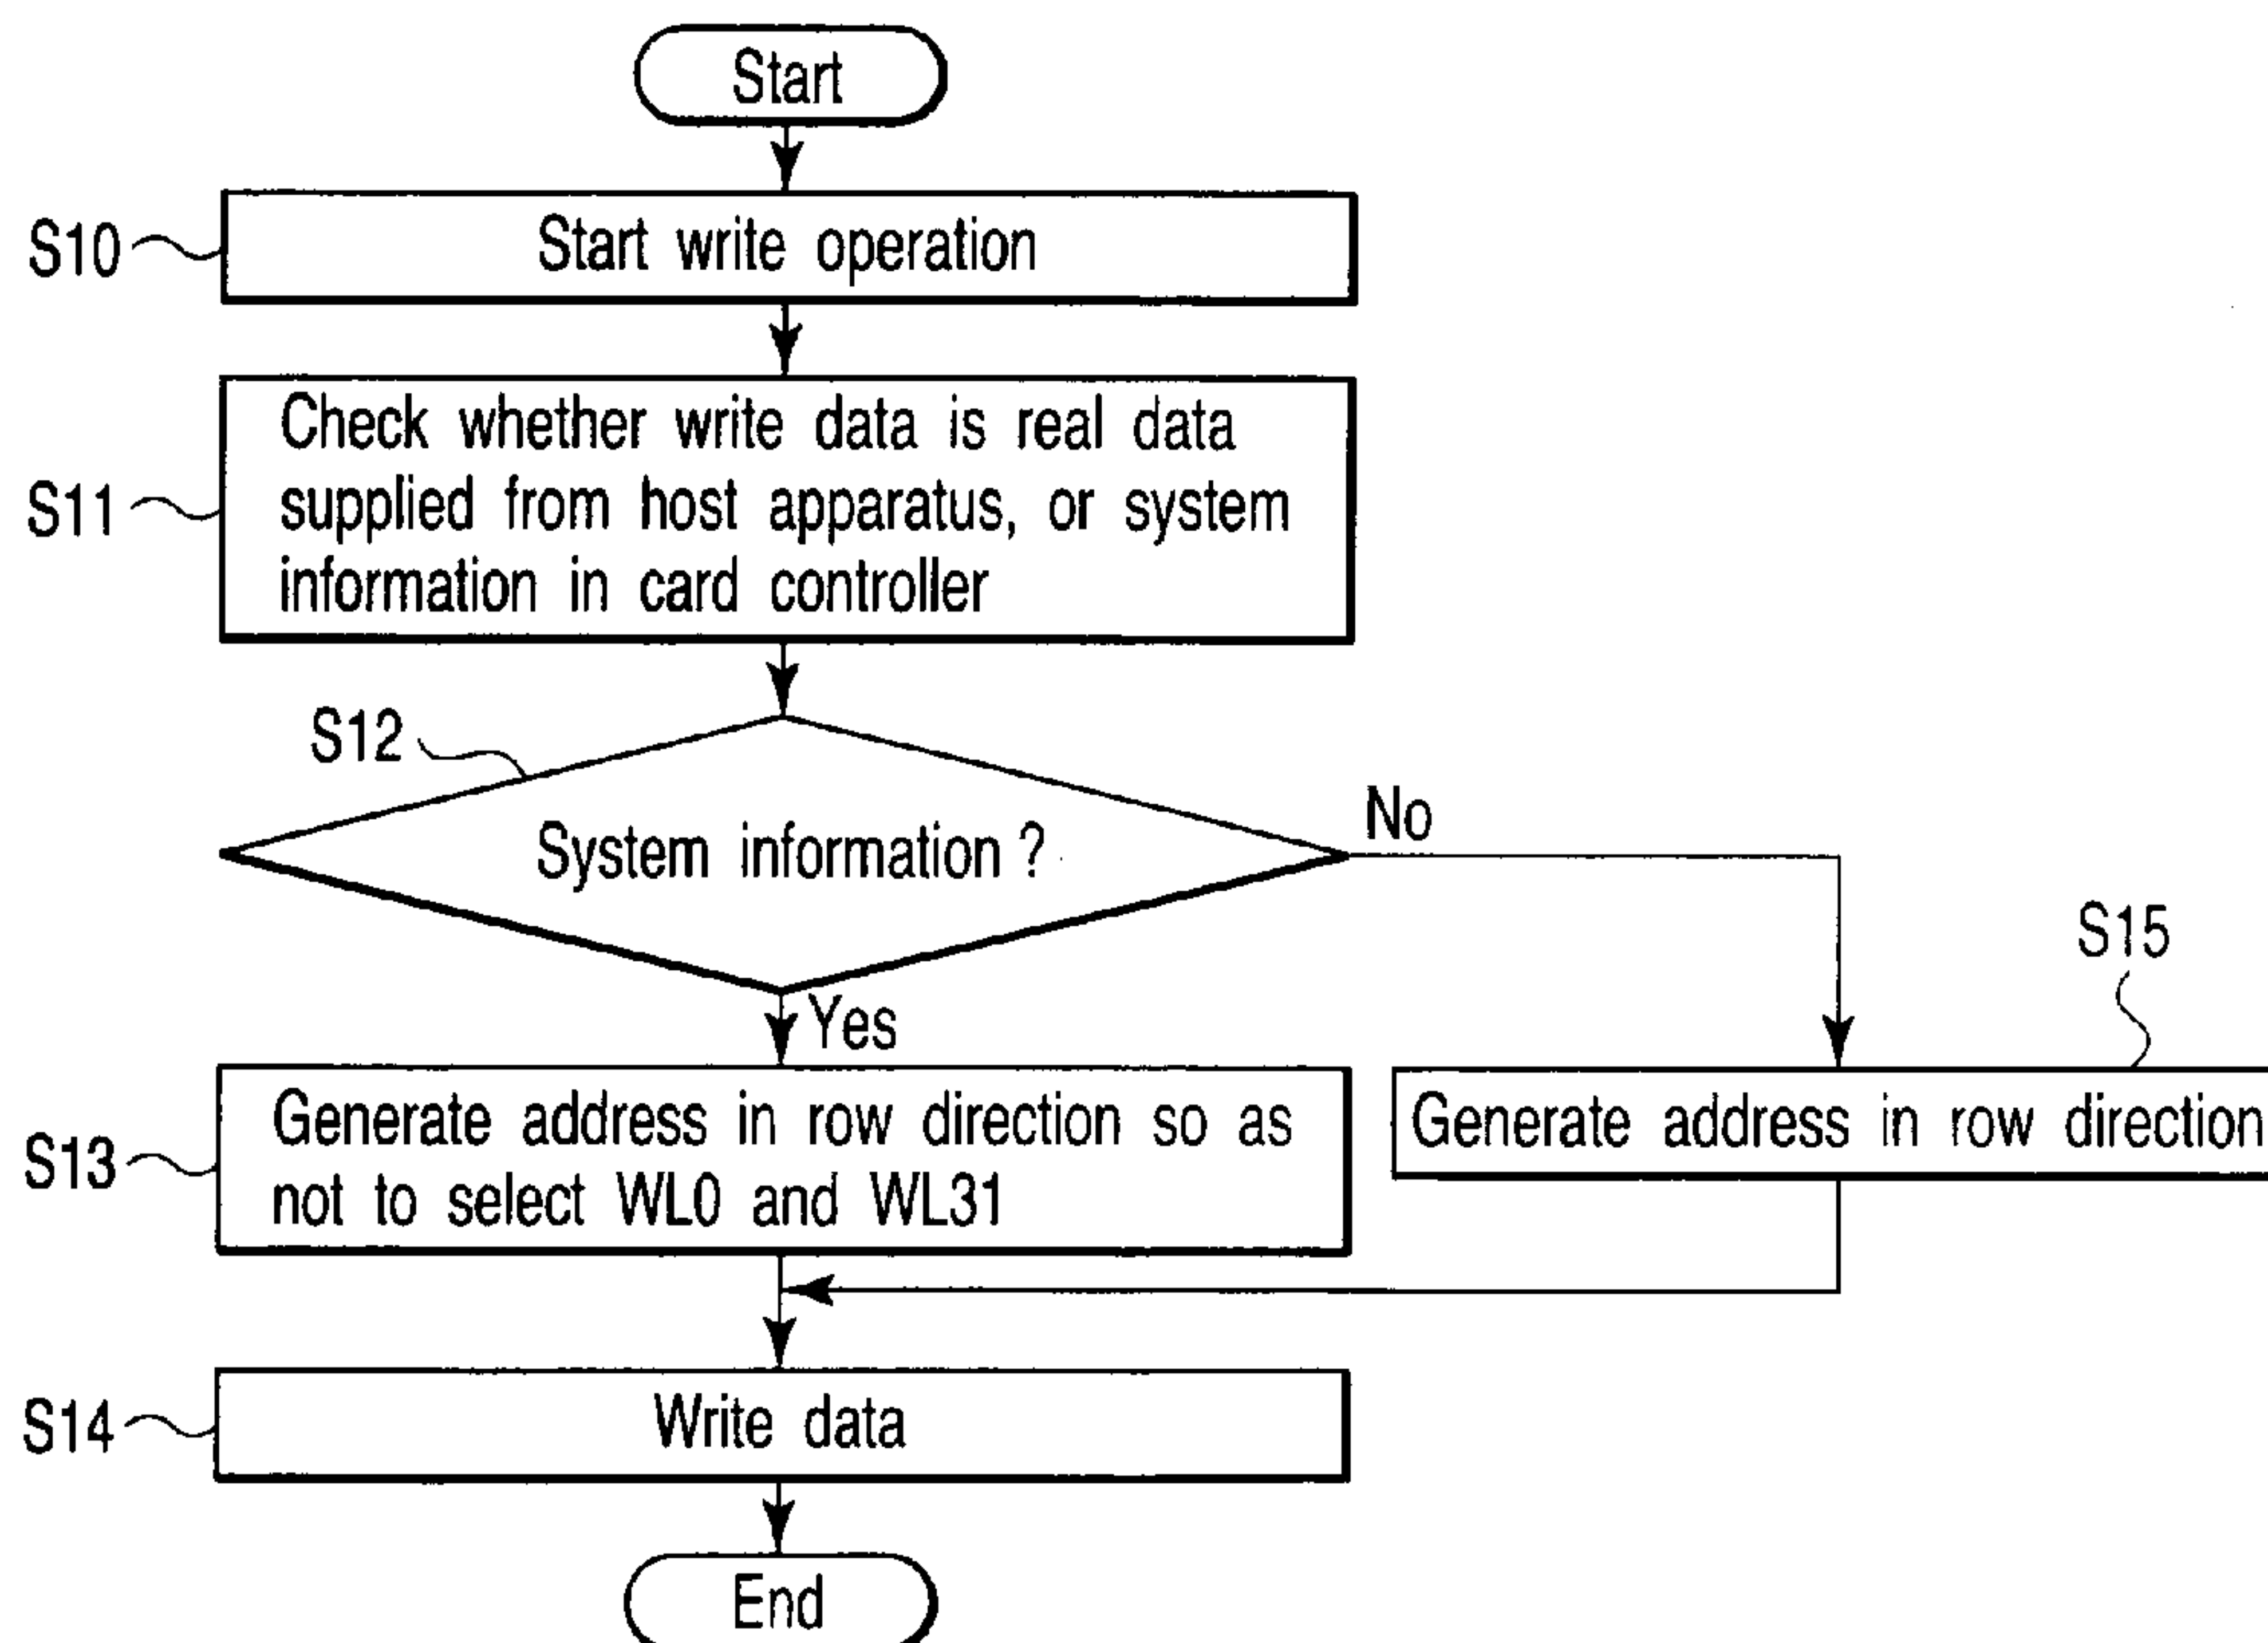 Start
S10
Start write operation
S11
Check whether write data is real data
supplied from host apparatus, or system
information in card controller
S12
System information ?
No
Yes
S13
Generate address in row direction so as
not to select WL0 and WL31
S15
Generate address in row direction
S14
Write data
End